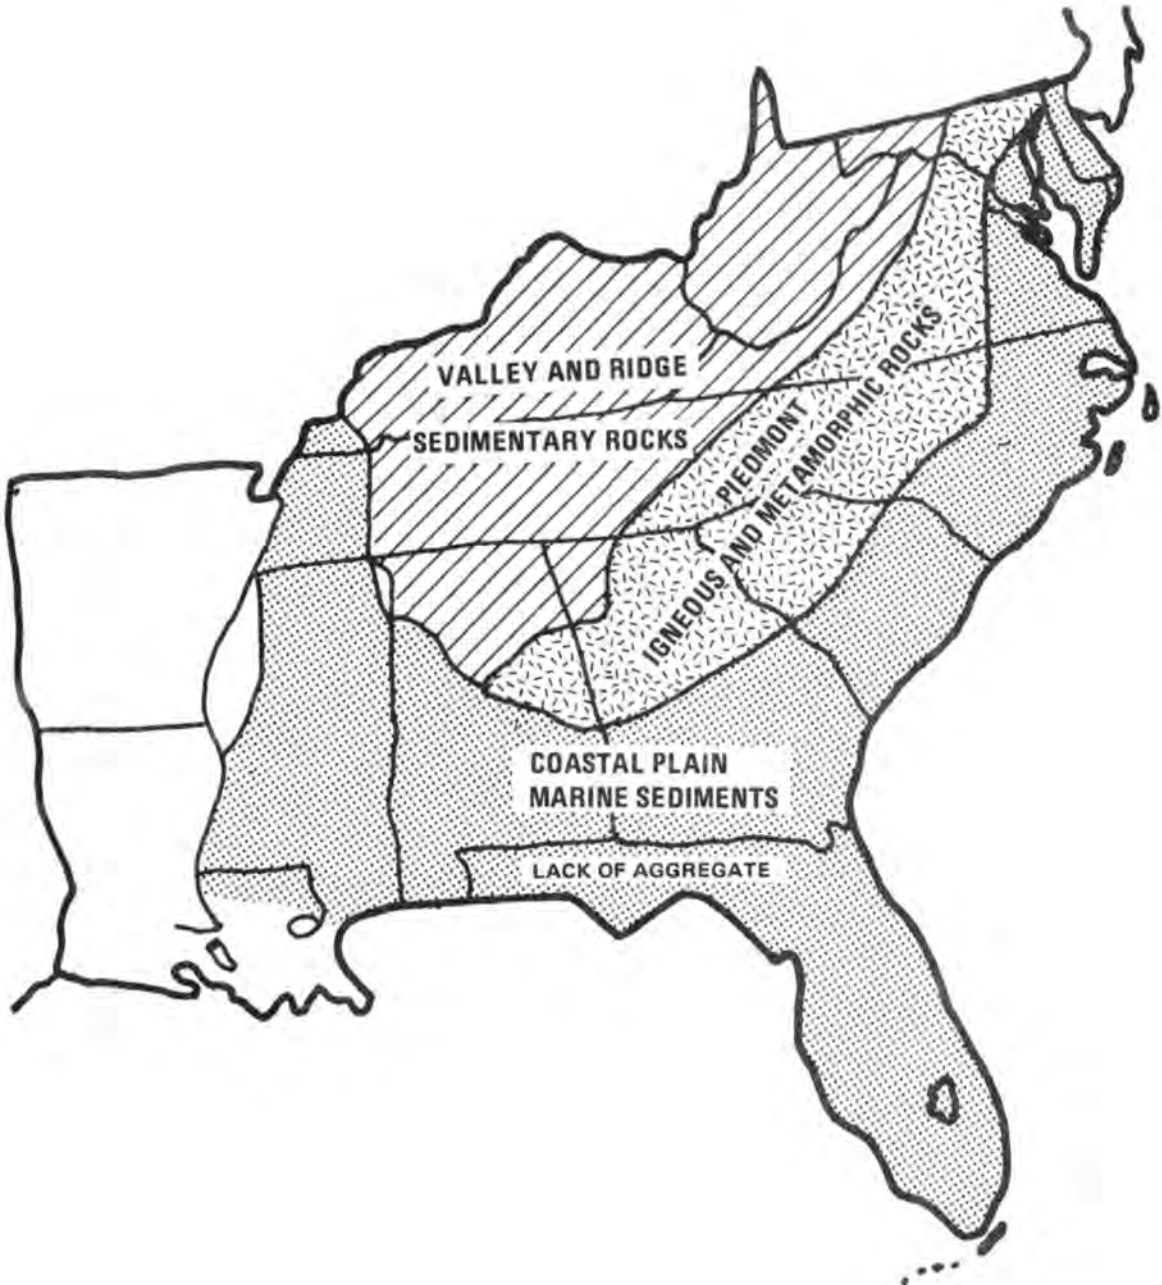 VALLEY AND RIDGE
SEDIMENTARY ROCKS
PIEDMONT
IGNEOUS AND METAMORPHIC ROCKS
COASTAL PLAIN
MARINE SEDIMENTS
LACK OF AGGREGATE